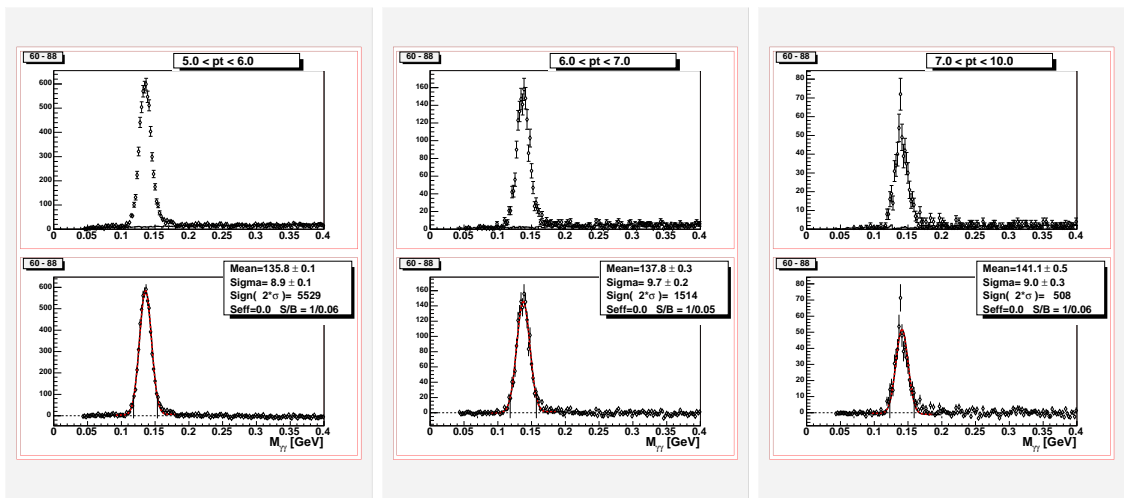 60 - 88
5.0 < pt < 6.0
600
500
400
300
200
100
0
0 0.05 0.1 0.15 0.2 0.25 0.3 0.35 0.4
60 - 88
6.0 < pt < 7.0
160
140
120
100
80
60
40
20
0
0 0.05 0.1 0.15 0.2 0.25 0.3 0.35 0.4
60 - 88
7.0 < pt < 10.0
80
70
60
50
40
30
20
10
0
0 0.05 0.1 0.15 0.2 0.25 0.3 0.35 0.4
60 - 88
Mean=135.8 ± 0.1
Sigma= 8.9 ± 0.1
Sign( 2*σ)= 5529
Seff=0.0 S/B = 1/0.06
600
500
400
300
200
100
0
0 0.05 0.1 0.15 0.2 0.25 0.3 0.35 0.4
Mγγ [GeV]
60 - 88
Mean=137.8 ± 0.3
Sigma= 9.7 ± 0.2
Sign( 2*σ)= 1514
Seff=0.0 S/B = 1/0.05
160
140
120
100
80
60
40
20
0
0 0.05 0.1 0.15 0.2 0.25 0.3 0.35 0.4
Mγγ [GeV]
60 - 88
Mean=141.1 ± 0.5
Sigma= 9.0 ± 0.3
Sign( 2*σ)= 508
Seff=0.0 S/B = 1/0.06
80
70
60
50
40
30
20
10
0
0 0.05 0.1 0.15 0.2 0.25 0.3 0.35 0.4
Mγγ [GeV]